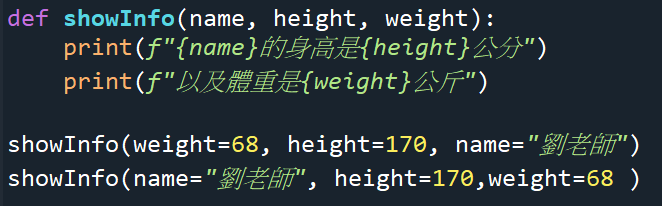 def showInfo(name, height, weight):
    print(f"{name}的身高是{height}公分")
    print(f"以及體重是{weight}公斤")
showInfo(weight=68, height=170, name="劉老師")
showInfo(name="劉老師", height=170,weight=68 )